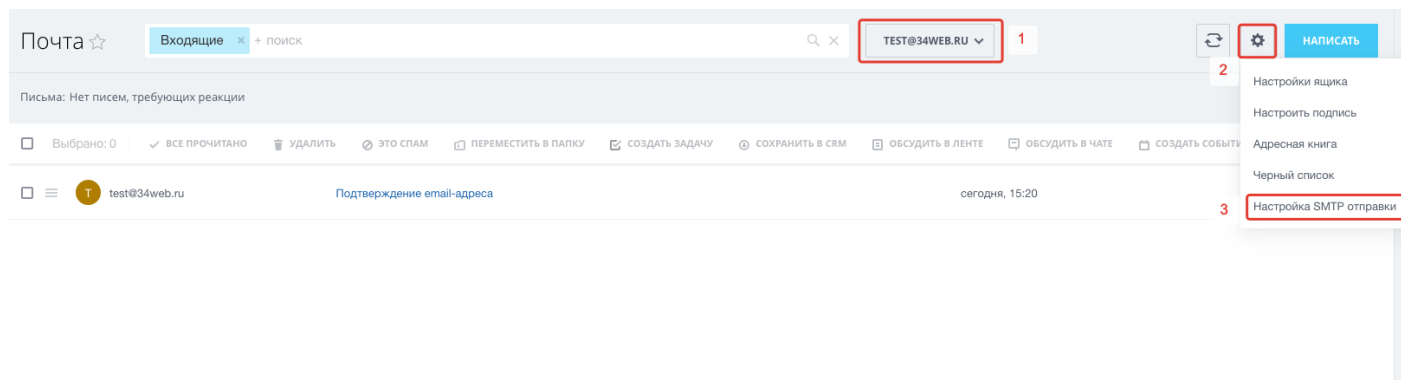 Почта
Входящие × + поиск
TEST@34WEB.RU
1
НАПИСАТЬ
2
Настройки ящика
Письма: Нет писем, требующих реакции
Настроить подпись
Выбрано: 0 ВСЕ ПРОЧИТАНО УДАЛИТЬ ЭТО СПАМ ПЕРЕМЕСТИТЬ В ПАПКУ СОЗДАТЬ ЗАДАЧУ СОХРАНИТЬ В CRM ОБСУДИТЬ В ЛЕНТЕ ОБСУДИТЬ В ЧАТЕ СОЗДАТЬ СОБЫТИ
Адресная книга
Черный список
T test@34web.ru Подтверждение email-адреса сегодня, 15:20
3 Настройка SMTP отправки